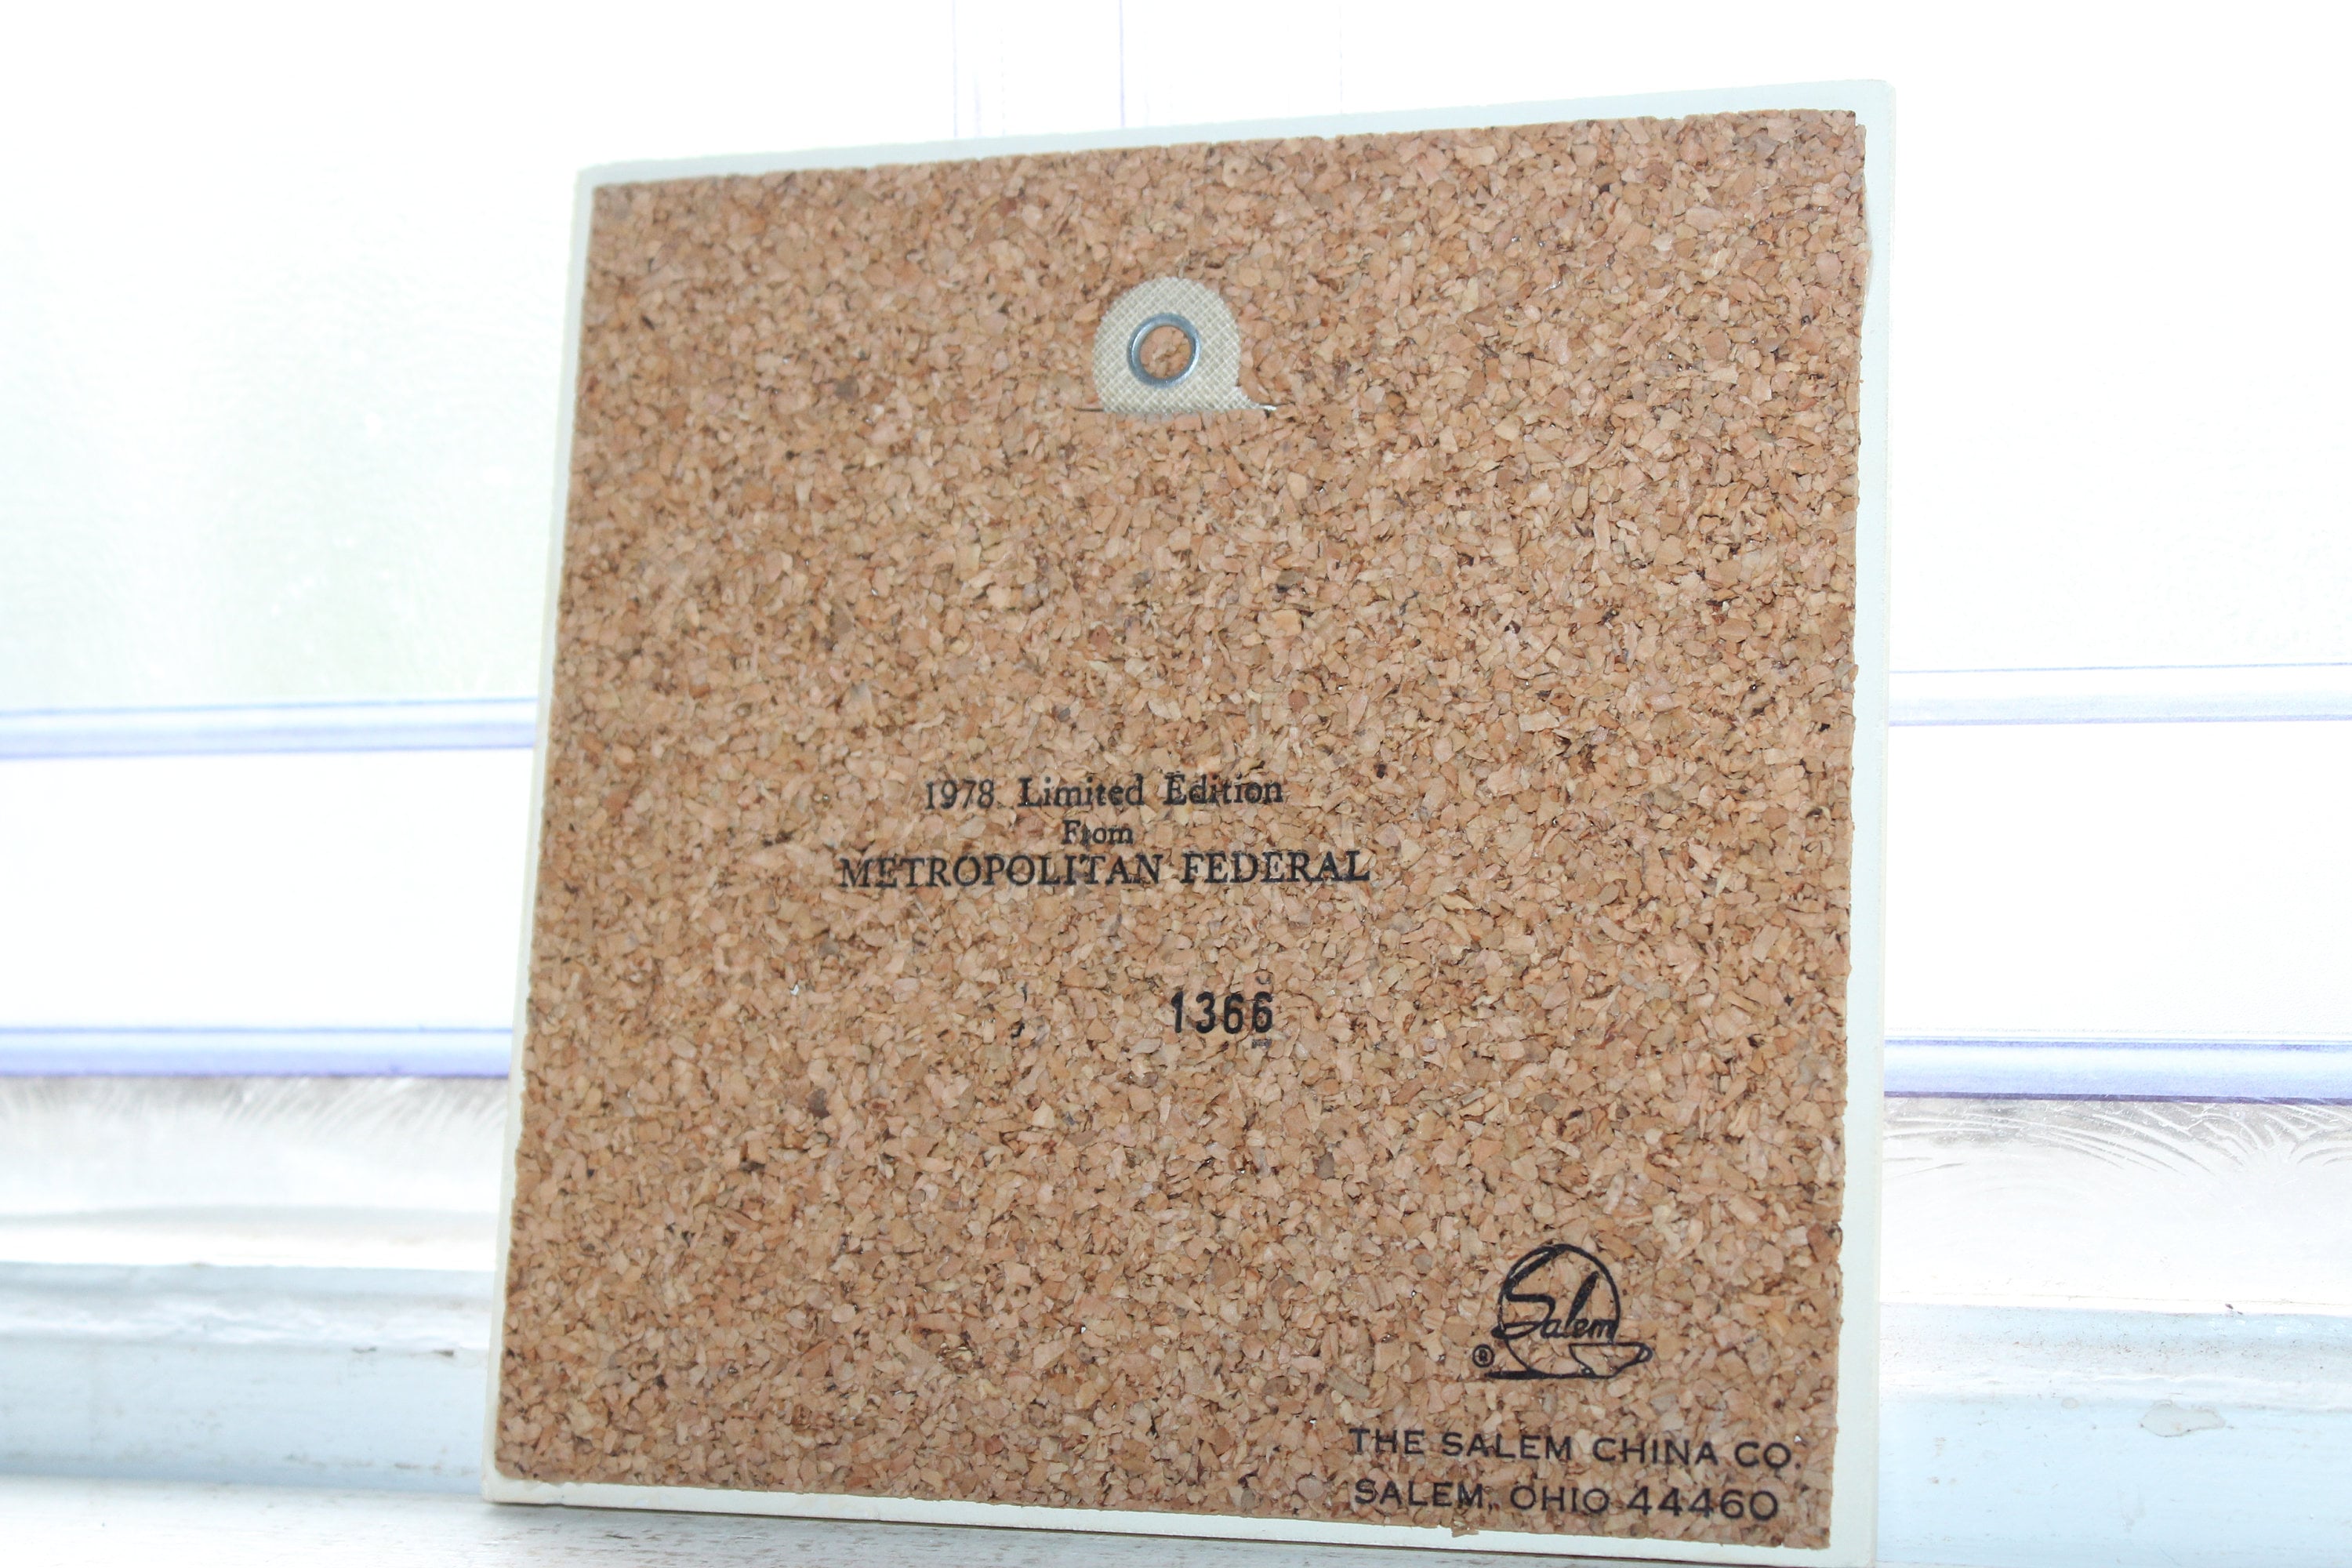 1978 Limited Edition
From
METROPOLITAN FEDERAL
1366
Salem
®
THE SALEM CHINA CO.
SALEM, OHIO 44460